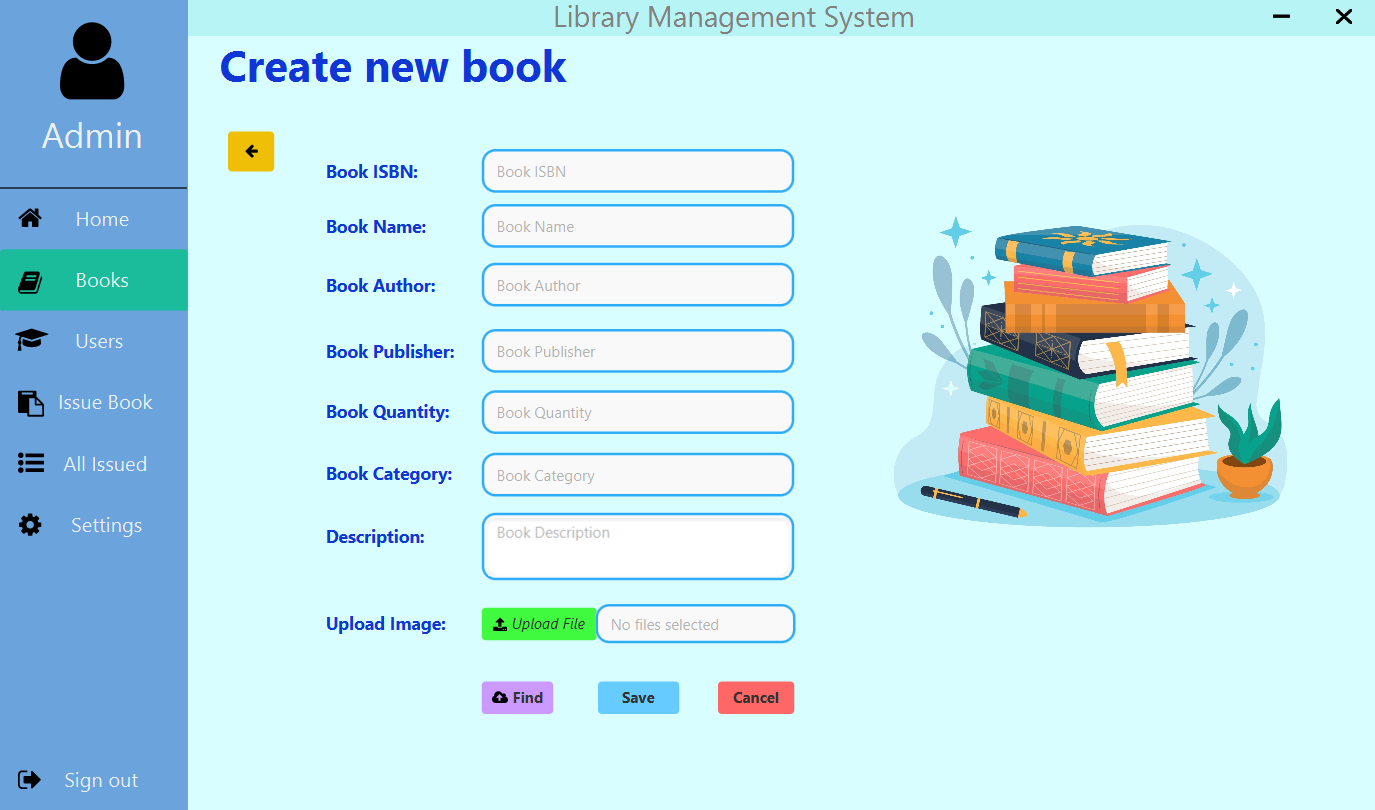 Library Management System
Admin
Home
Books
Users
Issue Book
All Issued
Settings
Sign out
Create new book
Book ISBN: Book ISBN
Book Name: Book Name
Book Author: Book Author
Book Publisher: Book Publisher
Book Quantity: Book Quantity
Book Category: Book Category
Description: Book Description
Upload Image: Upload File No files selected
Find Save Cancel